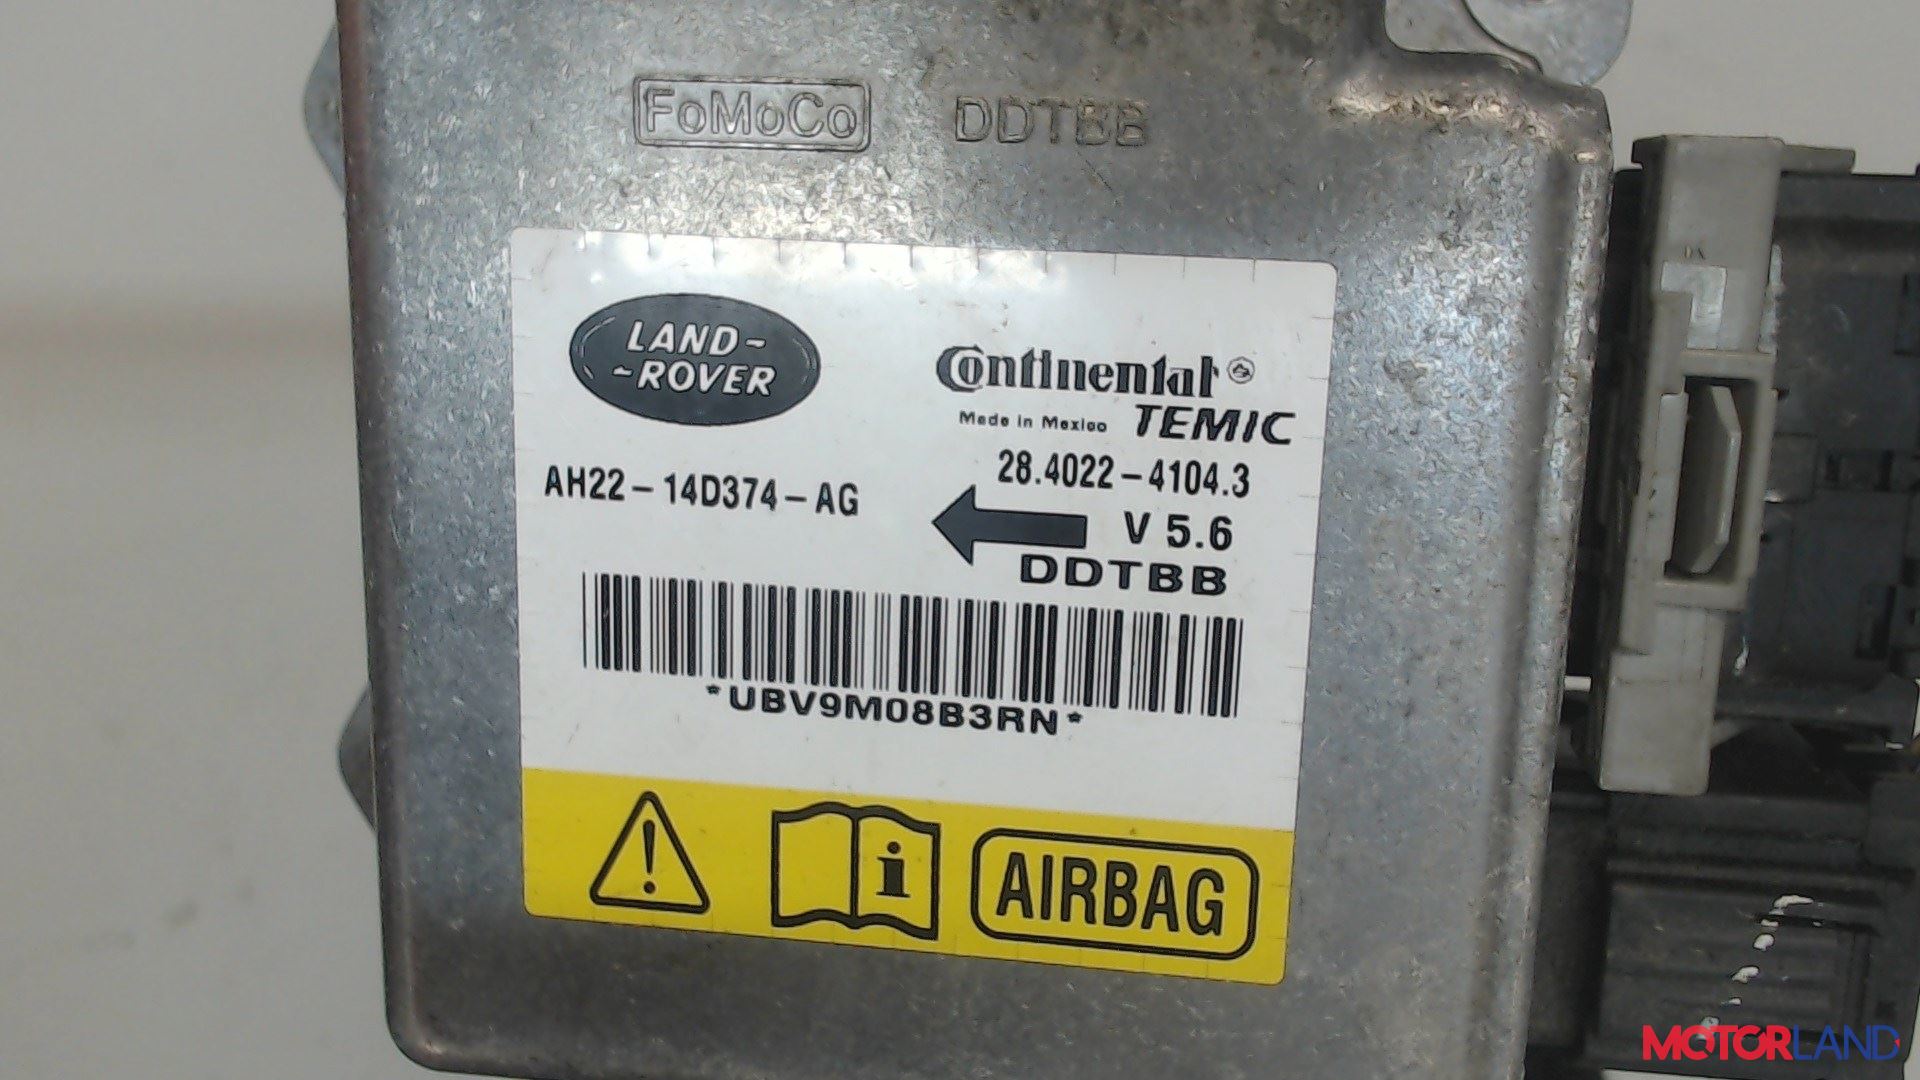 FoMoCo DDTBB
LAND-
-ROVER
Continental
Made in Mexico TEMIC
28.4022-4104.3
AH22-14D374-AG
V 5.6
DDTBB
*UBV9M08B3RN*
! i AIRBAG
MOTORLAND